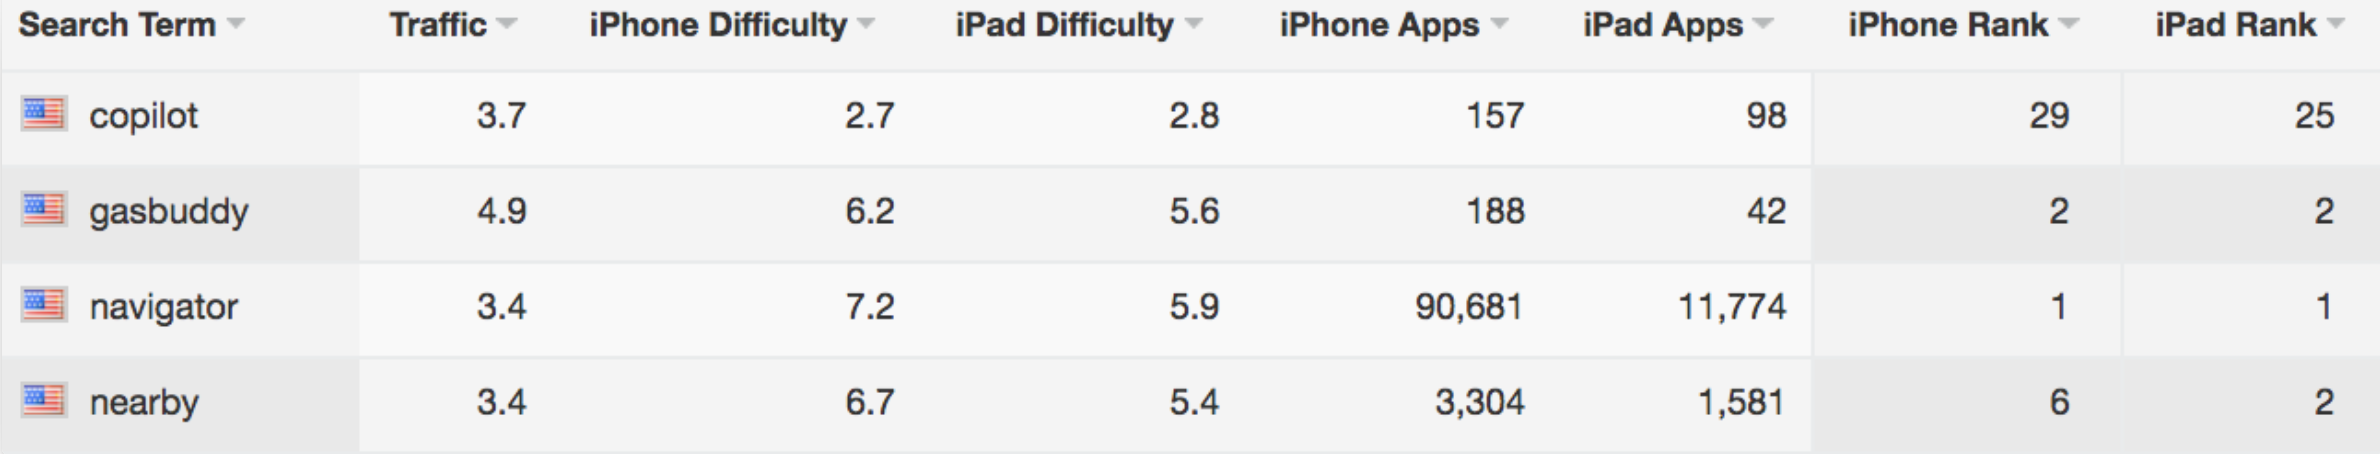 Search Term Traffic iPhone Difficulty iPad Difficulty iPhone Apps iPad Apps iPhone Rank iPad Rank
copilot 3.7 2.7 2.8 157 98 29 25
gasbuddy 4.9 6.2 5.6 188 42 2 2
navigator 3.4 7.2 5.9 90,681 11,774 1 1
nearby 3.4 6.7 5.4 3,304 1,581 6 2